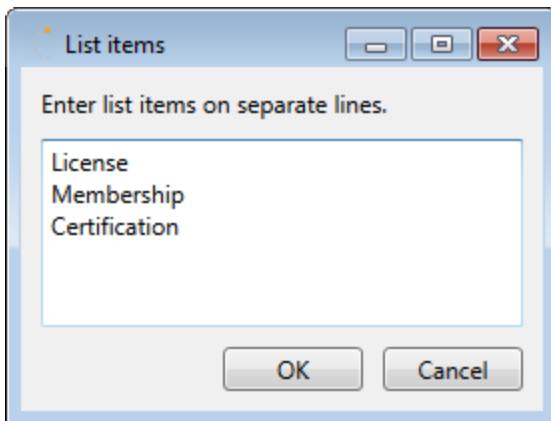 List items
Enter list items on separate lines.
License
Membership
Certification
OK
Cancel